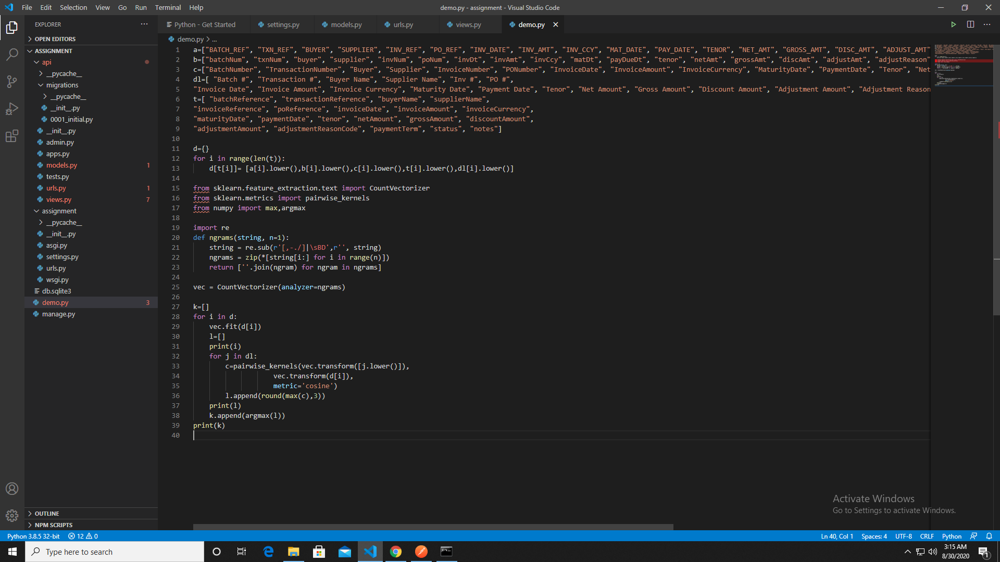 File Edit Selection View Go Run Terminal Help
demo.py - assignment - Visual Studio Code
EXPLORER
Python - Get Started
settings.py
models.py
urls.py
views.py
demo.py
OPEN EDITORS
ASSIGNMENT
api
__pycache__
migrations
__pycache__
__init__.py
0001_initial.py
__init__.py
admin.py
apps.py
models.py 1
tests.py
urls.py 1
views.py 7
assignment
__pycache__
__init__.py
asgi.py
settings.py
urls.py
wsgi.py
db.sqlite3
demo.py 3
manage.py
OUTLINE
NPM SCRIPTS
demo.py > ...
1 a=["BATCH_REF", "TXN_REF", "BUYER", "SUPPLIER", "INV_REF", "PO_REF", "INV_DATE", "INV_AMT", "INV_CCY", "MAT_DATE", "PAY_DATE", "TENOR", "NET_AMT", "GROSS_AMT", "DISC_AMT", "ADJUST_AMT"
2 b=["batchNum", "txnNum", "buyer", "supplier", "invNum", "poNum", "invDt", "invAmt", "invCcy", "matDt", "payDueDt", "tenor", "netAmt", "grossAmt", "discAmt", "adjustAmt", "adjustReason"
3 c=["BatchNumber", "TransactionNumber", "Buyer", "Supplier", "InvoiceNumber", "PONumber", "InvoiceDate", "InvoiceAmount", "InvoiceCurrency", "MaturityDate", "PaymentDate", "Tenor", "Net
4 dl=[ "Batch #", "Transaction #", "Buyer Name", "Supplier Name", "Inv #", "PO #",
5 "Invoice Date", "Invoice Amount", "Invoice Currency", "Maturity Date", "Payment Date", "Tenor", "Net Amount", "Gross Amount", "Discount Amount", "Adjustment Amount", "Adjustment Reason
6 t=[ "batchReference", "transactionReference", "buyerName", "supplierName",
7 "invoiceReference", "poReference", "invoiceDate", "invoiceAmount", "invoiceCurrency",
8 "maturityDate", "paymentDate", "tenor", "netAmount", "grossAmount", "discountAmount",
9 "adjustmentAmount", "adjustmentReasonCode", "paymentTerm", "status", "notes"]
10
11 d={}
12 for i in range(len(t)):
13     d[t[i]]= [a[i].lower(),b[i].lower(),c[i].lower(),t[i].lower(),dl[i].lower()]
14
15 from sklearn.feature_extraction.text import CountVectorizer
16 from sklearn.metrics import pairwise_kernels
17 from numpy import max,argmax
18
19 import re
20 def ngrams(string, n=1):
21     string = re.sub(r'[,-./]|\sBD',r'', string)
22     ngrams = zip(*[string[i:] for i in range(n)])
23     return [''.join(ngram) for ngram in ngrams]
24
25 vec = CountVectorizer(analyzer=ngrams)
26
27 k=[]
28 for i in d:
29     vec.fit(d[i])
30     l=[]
31     print(i)
32     for j in dl:
33         c=pairwise_kernels(vec.transform([j.lower()]),
34                     vec.transform(d[i]),
35                     metric='cosine')
36         l.append(round(max(c),3))
37     print(l)
38     k.append(argmax(l))
39 print(k)
40
Activate Windows
Go to Settings to activate Windows.
Python 3.8.5 32-bit 12 0
Ln 40, Col 1 Spaces: 4 UTF-8 CRLF Python
Type here to search
3:15 AM
8/30/2020
1